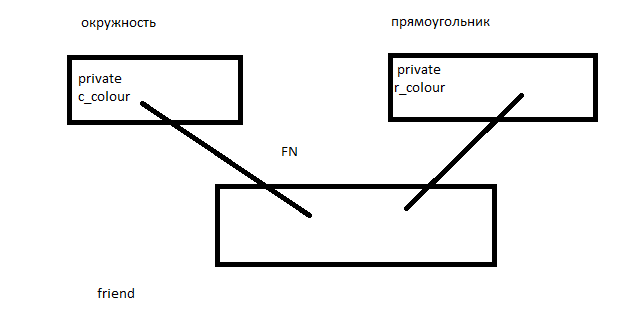 окружность
прямоугольник
private
c_colour
private
r_colour
FN
friend